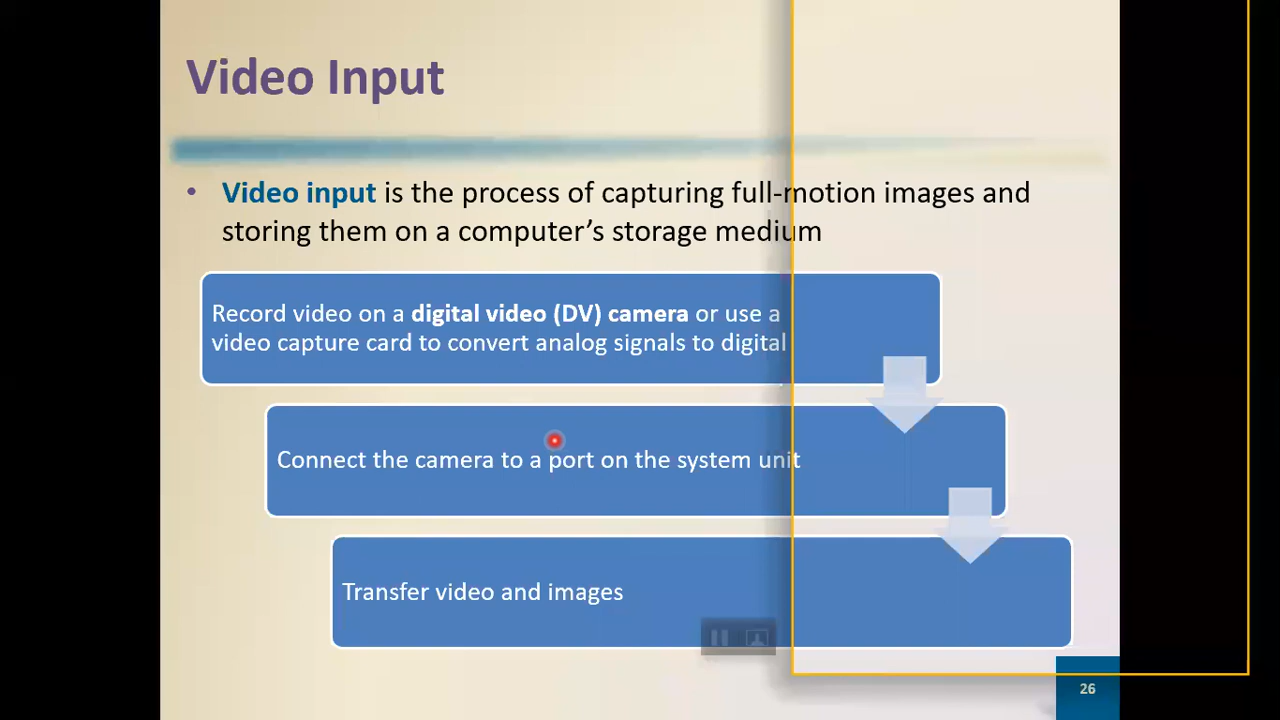 Video Input
• Video input is the process of capturing full-motion images and
storing them on a computer’s storage medium
Record video on a digital video (DV) camera or use a
video capture card to convert analog signals to digital
Connect the camera to a port on the system unit
Transfer video and images
26